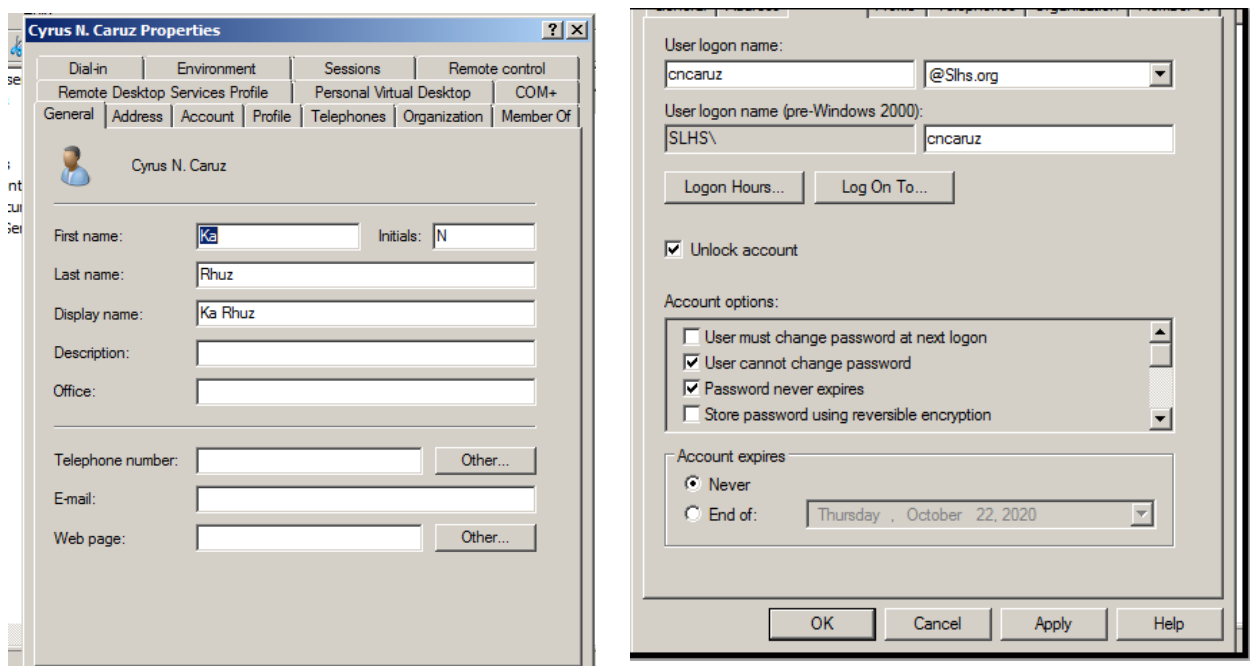 Cyrus N. Caruz Properties
Dial-in Environment Sessions Remote control
Remote Desktop Services Profile Personal Virtual Desktop COM+
General Address Account Profile Telephones Organization Member Of
Cyrus N. Caruz
First name: Ka Initials: N
Last name: Rhuz
Display name: Ka Rhuz
Description:
Office:
Telephone number: Other...
E-mail:
Web page: Other...
User logon name:
cncaruz @Slhs.org
User logon name (pre-Windows 2000):
SLHS\ cncaruz
Logon Hours... Log On To...
Unlock account
Account options:
User must change password at next logon
User cannot change password
Password never expires
Store password using reversible encryption
Account expires
Never
End of: Thursday , October 22, 2020
OK Cancel Apply Help